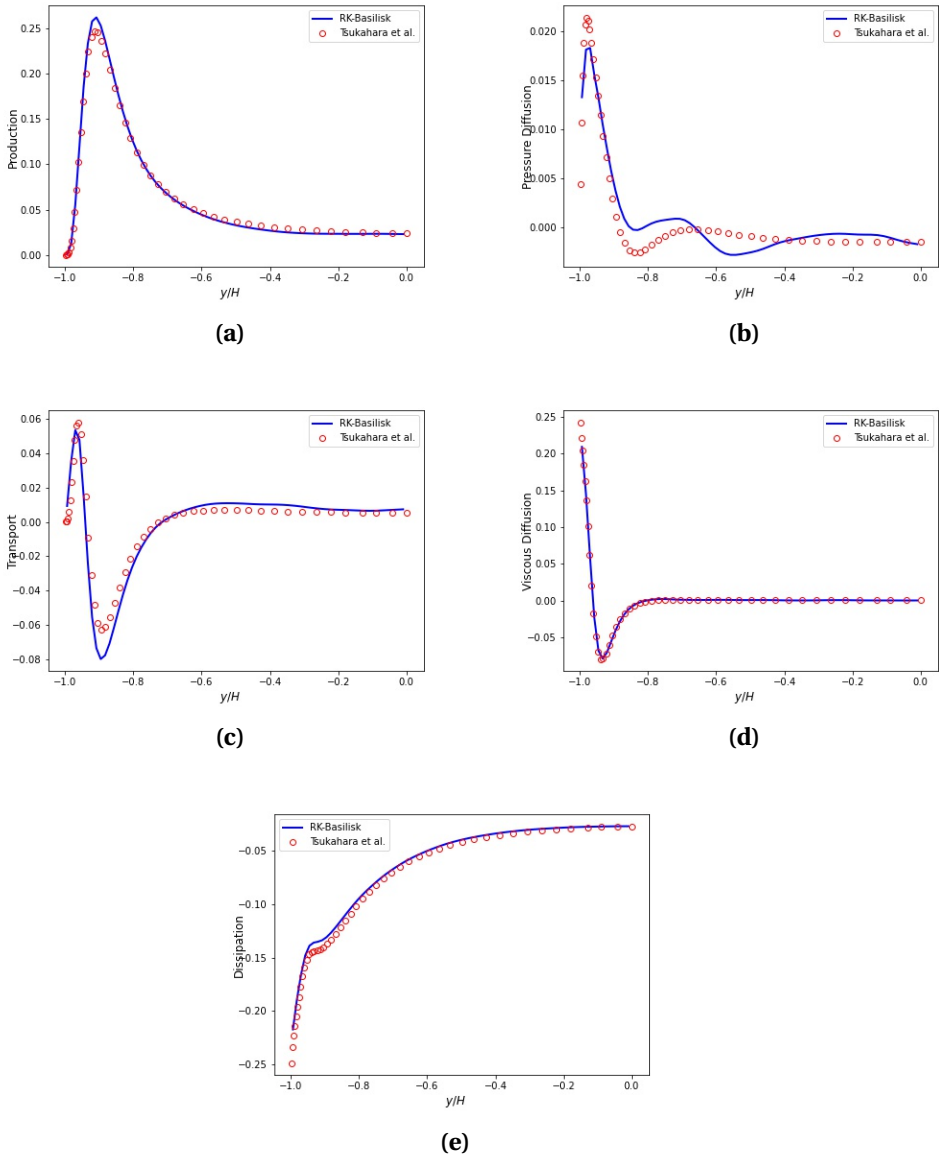 RK-Basilisk
Tsukahara et al.
Production
0.25
0.20
0.15
0.10
0.05
0.00
−1.0 −0.8 −0.6 −0.4 −0.2 0.0
y/H
(a)
RK-Basilisk
Tsukahara et al.
Pressure Diffusion
0.020
0.015
0.010
0.005
0.000
−1.0 −0.8 −0.6 −0.4 −0.2 0.0
y/H
(b)
RK-Basilisk
Tsukahara et al.
Transport
0.06
0.04
0.02
0.00
−0.02
−0.04
−0.06
−0.08
−1.0 −0.8 −0.6 −0.4 −0.2 0.0
y/H
(c)
RK-Basilisk
Tsukahara et al.
Viscous Diffusion
0.25
0.20
0.15
0.10
0.05
0.00
−0.05
−1.0 −0.8 −0.6 −0.4 −0.2 0.0
y/H
(d)
RK-Basilisk
Tsukahara et al.
Dissipation
−0.05
−0.10
−0.15
−0.20
−0.25
−1.0 −0.8 −0.6 −0.4 −0.2 0.0
y/H
(e)